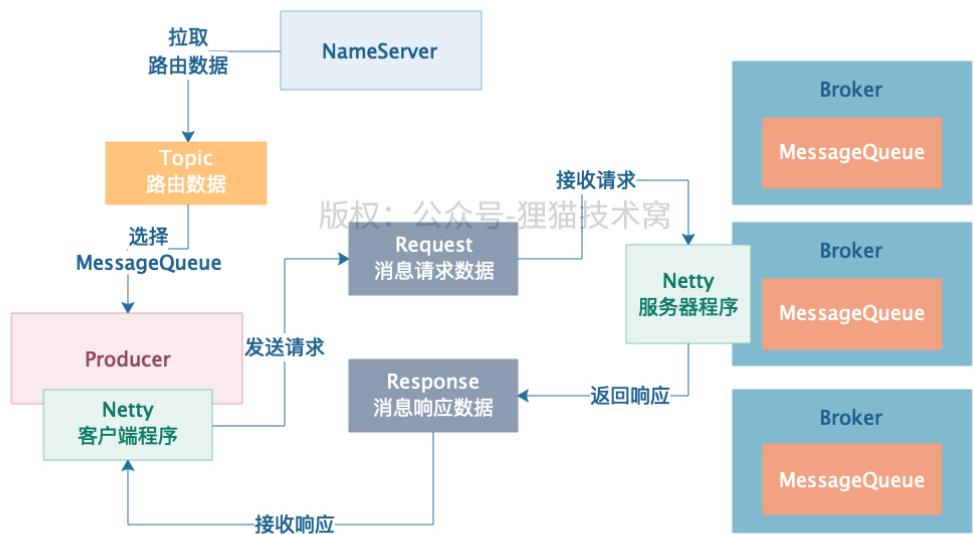 拉取
路由数据
NameServer
Topic
路由数据
选择
MessageQueue
Producer
Netty
客户端程序
发送请求
版权：公众号-狸猫技术窝
Request
消息请求数据
接收请求
Netty
服务器程序
返回响应
Response
消息响应数据
接收响应
Broker
MessageQueue
Broker
MessageQueue
Broker
MessageQueue